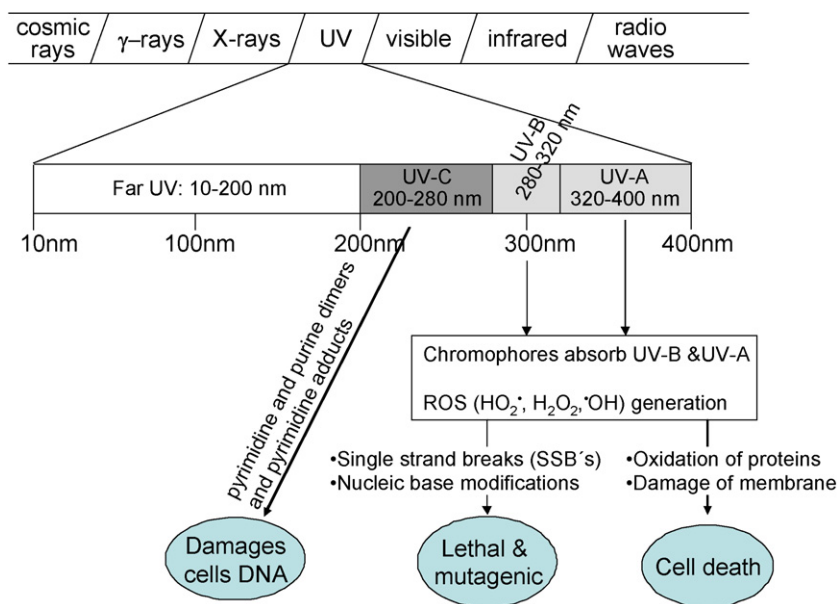 cosmic rays γ–rays X-rays UV visible infrared radio waves
UV-B
280-320 nm
Far UV: 10-200 nm
UV-C
200-280 nm
UV-A
320-400 nm
10nm 100nm 200nm 300nm 400nm
pyrimidine and purine dimers
and pyrimidine adducts
Chromophores absorb UV-B &UV-A
ROS (HO₂•, H₂O₂,•OH) generation
•Single strand breaks (SSB´s)
•Nucleic base modifications
•Oxidation of proteins
•Damage of membrane
Damages
cells DNA
Lethal &
mutagenic
Cell death